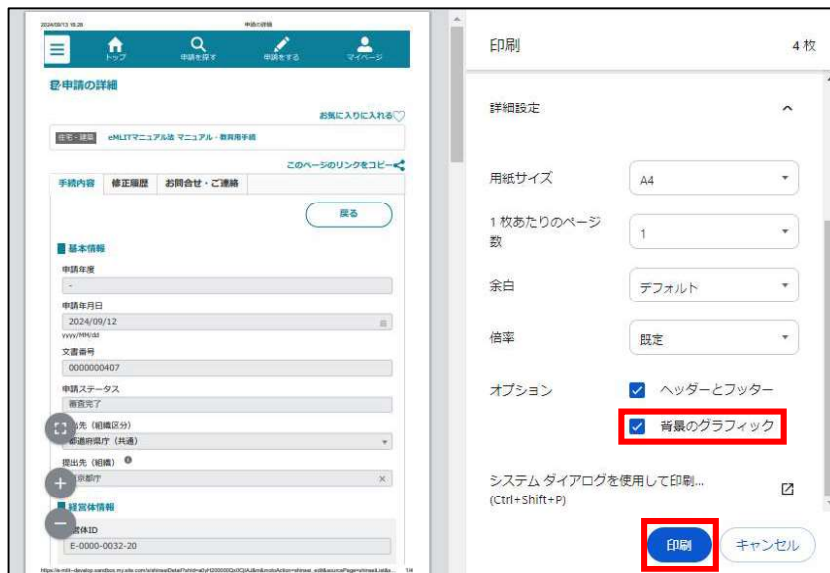 2024/09/13 18:28
申請の詳細
トップ
申請を探す
申請をする
マイページ
申請の詳細
お気に入りに入れる
住宅・建築 eMLITマニュアル法 マニュアル・教育用手続
このページのリンクをコピー
手続内容 修正履歴 お問合せ・ご連絡
戻る
基本情報
申請年度
-
申請年月日
2024/09/12
yyyy/MM/dd
文書番号
0000000407
申請ステータス
審査完了
出先（組織区分）
都道府県庁（共通）
提出先（組織）
京都庁
経営体情報
営体ID
E-0000-0032-20
1/4
印刷
4 枚
詳細設定
用紙サイズ
A4
1 枚あたりのページ
数
1
余白
デフォルト
倍率
既定
オプション
ヘッダーとフッター
背景のグラフィック
システム ダイアログを使用して印刷...
(Ctrl+Shift+P)
印刷
キャンセル